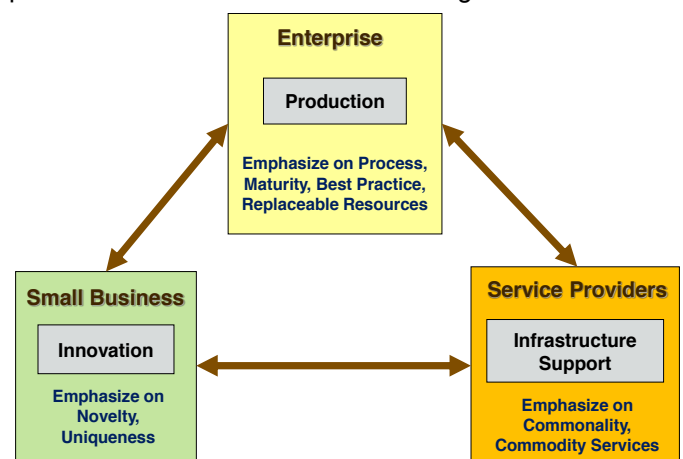 Enterprise
Production
Emphasize on Process,
Maturity, Best Practice,
Replaceable Resources
Small Business
Innovation
Emphasize on
Novelty,
Uniqueness
Service Providers
Infrastructure
Support
Emphasize on
Commonality,
Commodity Services